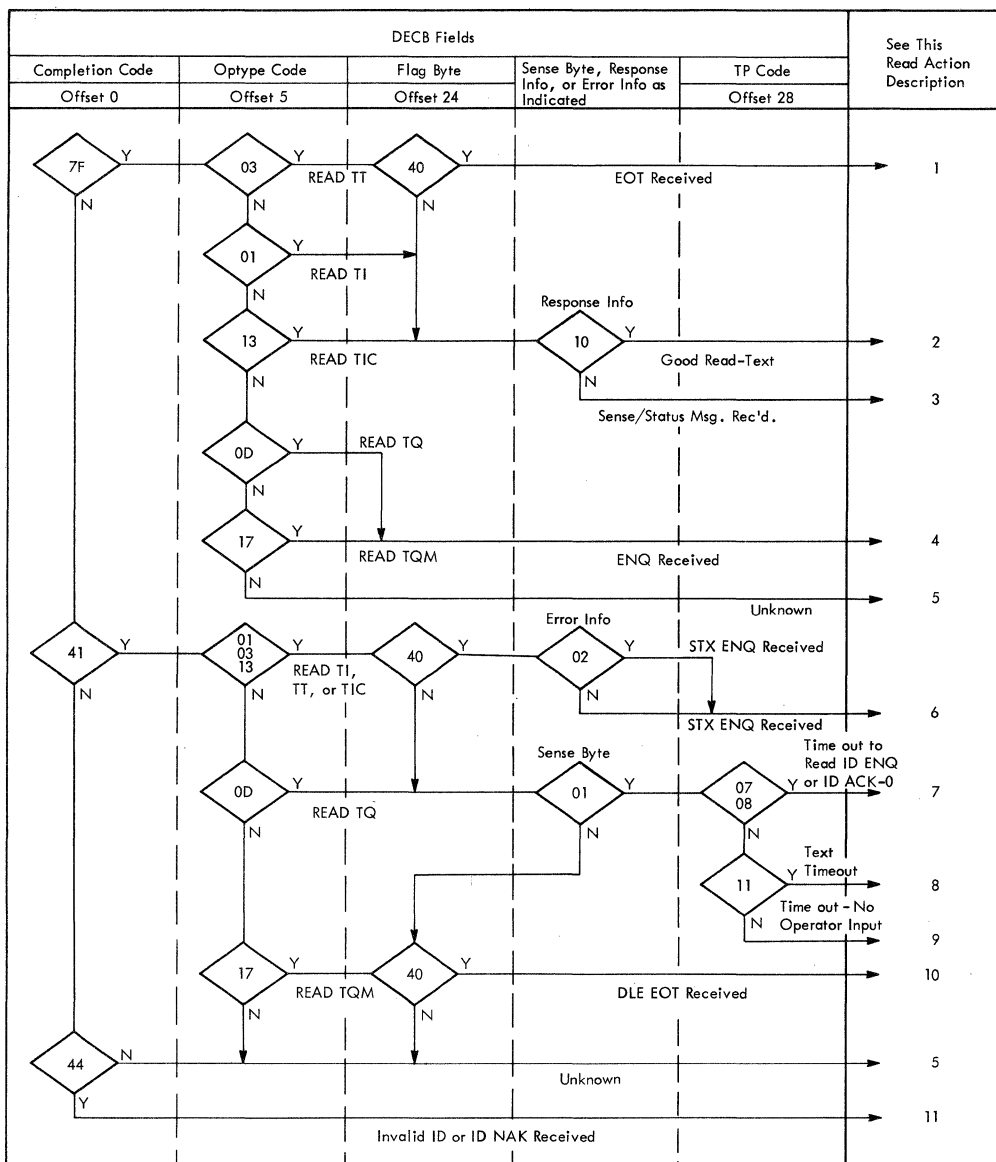 DECB Fields
See This
Read Action
Description
Completion Code
Optype Code
Flag Byte
Sense Byte, Response
Info, or Error Info as
Indicated
TP Code
Offset 0
Offset 5
Offset 24
Offset 28
7F
Y
N
03
Y
N
READ TT
40
Y
N
EOT Received
1
01
Y
N
READ TI
13
Y
N
READ TIC
Response Info
10
Y
N
Good Read-Text
2
Sense/Status Msg. Rec'd.
3
0D
Y
N
READ TQ
17
Y
N
READ TQM
ENQ Received
4
Unknown
5
41
Y
N
01
03
13
Y
N
READ TI,
TT, or TIC
40
Y
N
Error Info
02
Y
N
STX ENQ Received
STX ENQ Received
6
0D
Y
N
READ TQ
Sense Byte
01
Y
N
07
08
Y
N
Time out to
Read ID ENQ
or ID ACK-0
7
11
Y
N
Text
Timeout
8
Time out - No
Operator Input
9
17
Y
N
READ TQM
40
Y
N
DLE EOT Received
10
44
N
Y
Unknown
5
Invalid ID or ID NAK Received
11